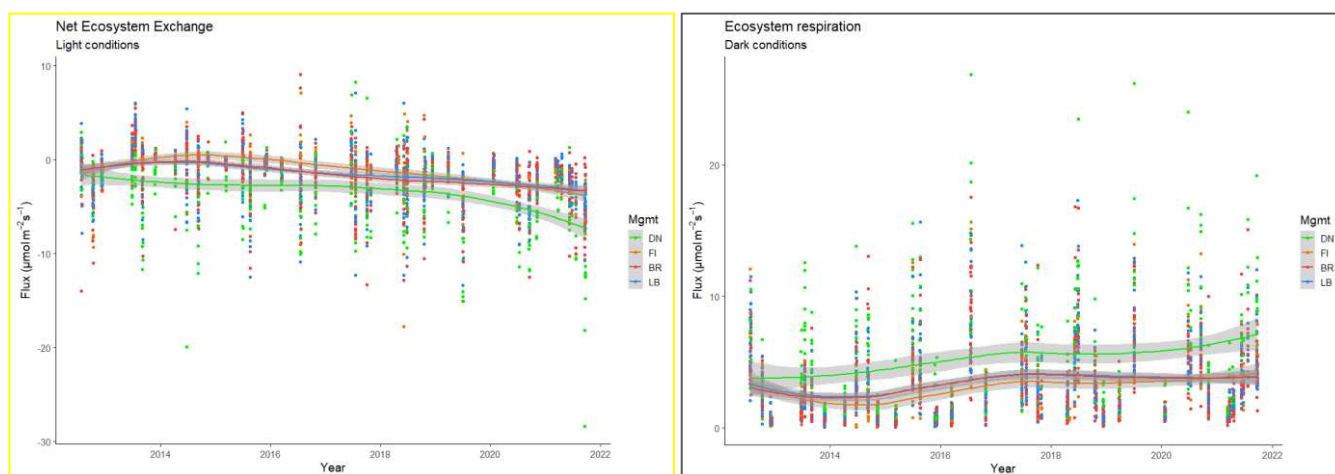 Net Ecosystem Exchange
Light conditions
10
0
-10
-20
-30
Flux (µmol m⁻²s⁻¹)
2014
2016
2018
2020
2022
Year
Mgmt
DN
FI
BR
LB
Ecosystem respiration
Dark conditions
20
10
0
Flux (µmol m⁻²s⁻¹)
2014
2016
2018
2020
2022
Year
Mgmt
DN
FI
BR
LB